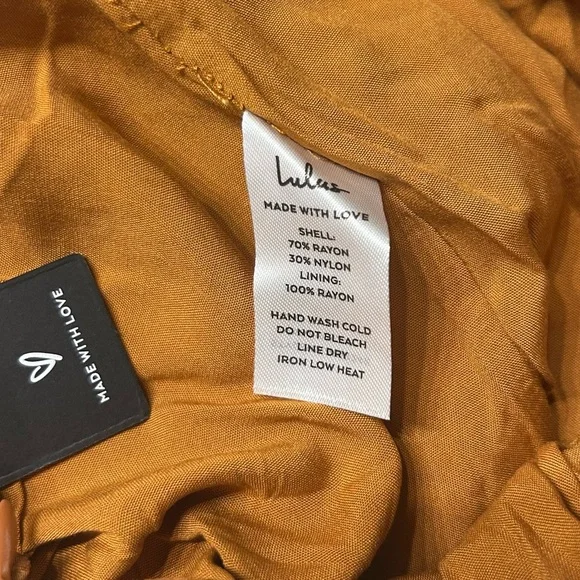 Lulus
MADE WITH LOVE
SHELL:
70% RAYON
30% NYLON
LINING:
100% RAYON
HAND WASH COLD
DO NOT BLEACH
LINE DRY
IRON LOW HEAT
MADE WITH LOVE